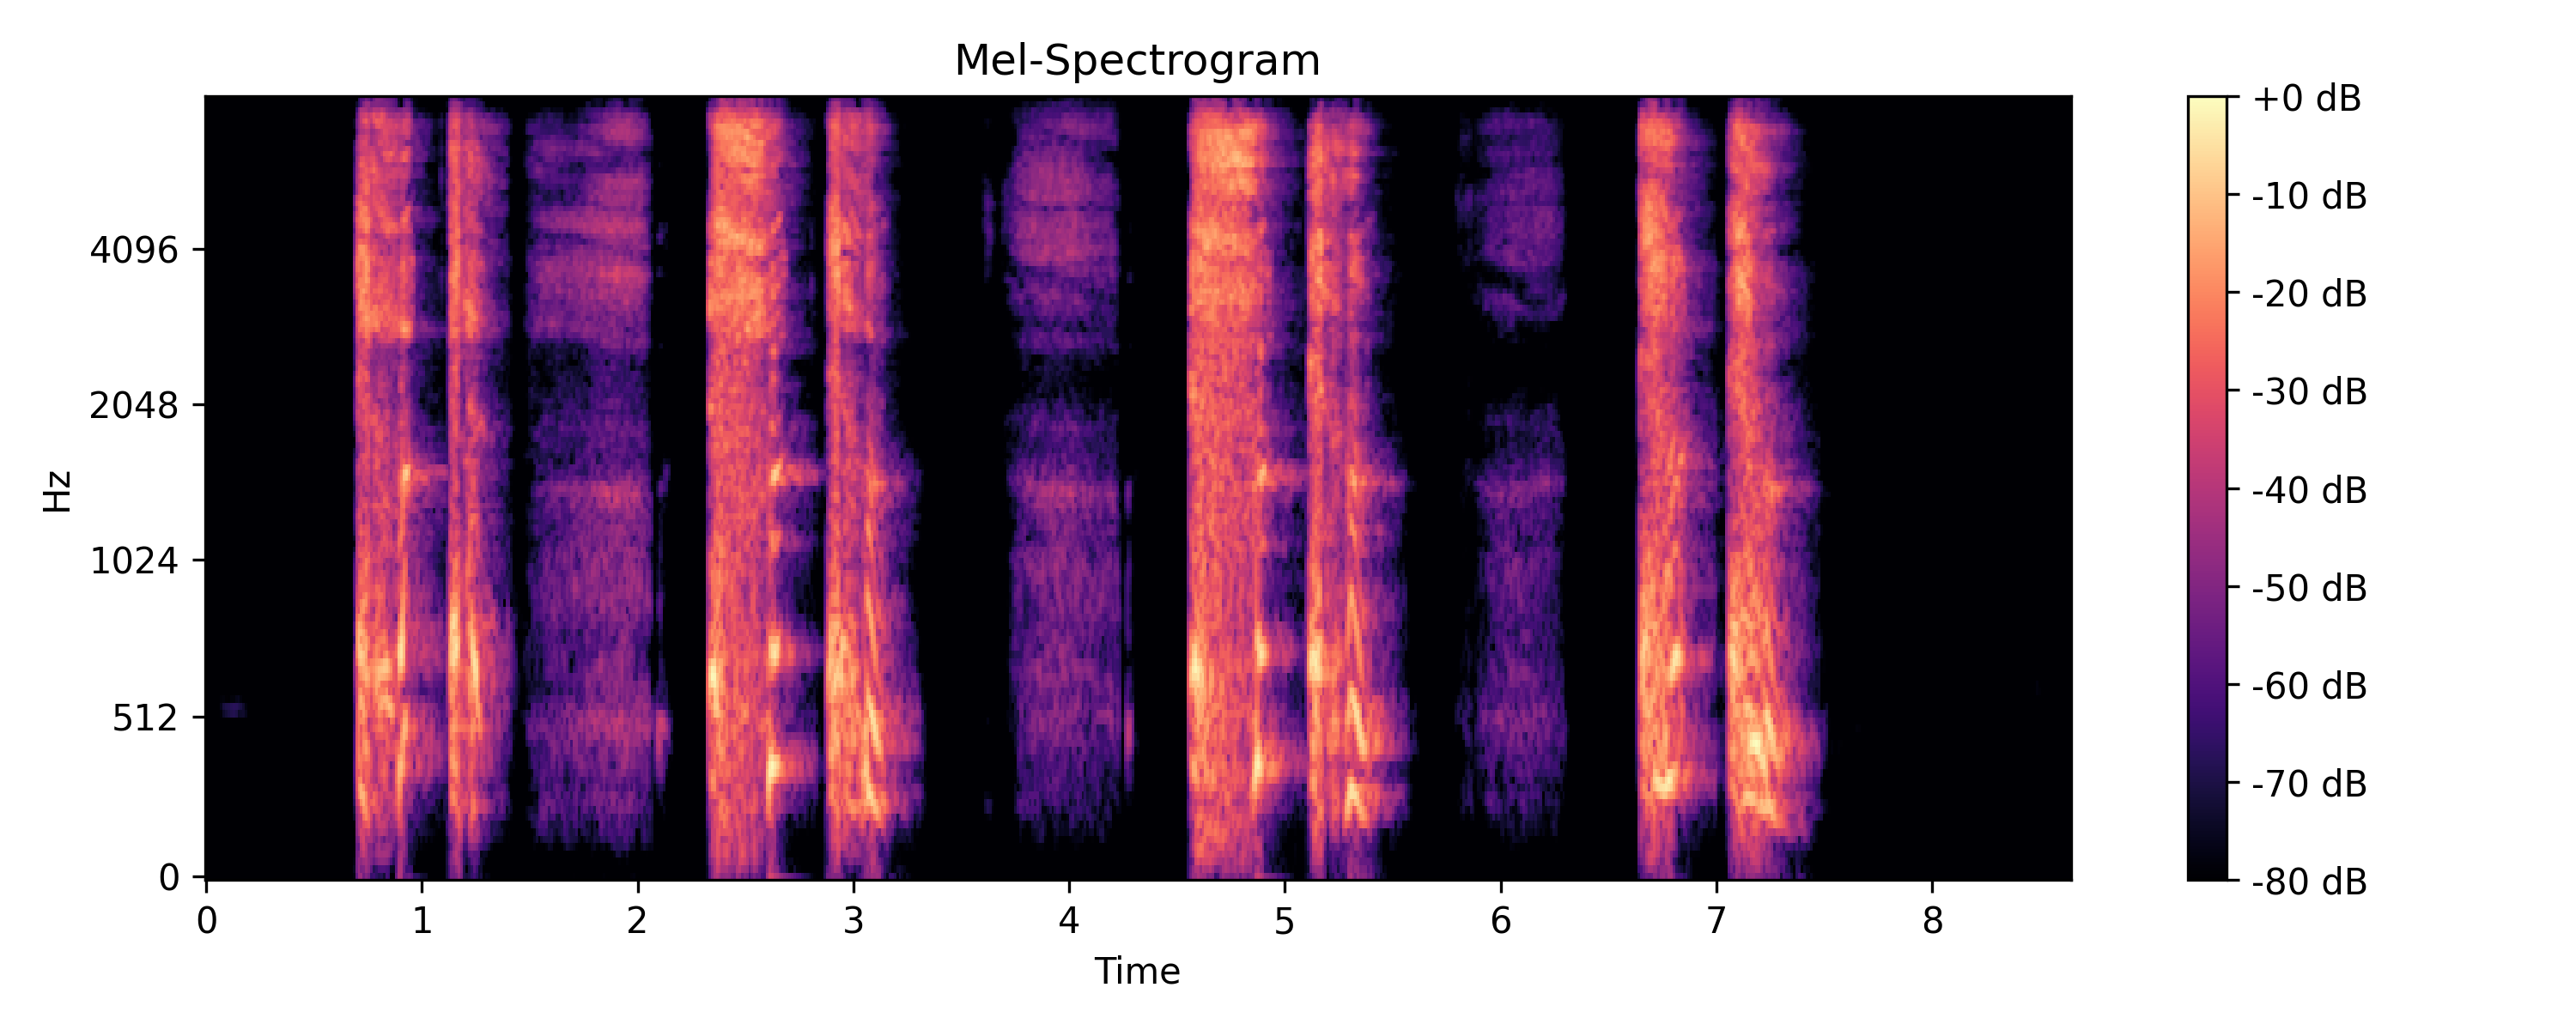 Mel-Spectrogram
+0 dB
-10 dB
4096
-20 dB
-30 dB
2048
Hz
-40 dB
1024
-50 dB
-60 dB
512
-70 dB
0
-80 dB
0 1 2 3 4 5 6 7 8
Time